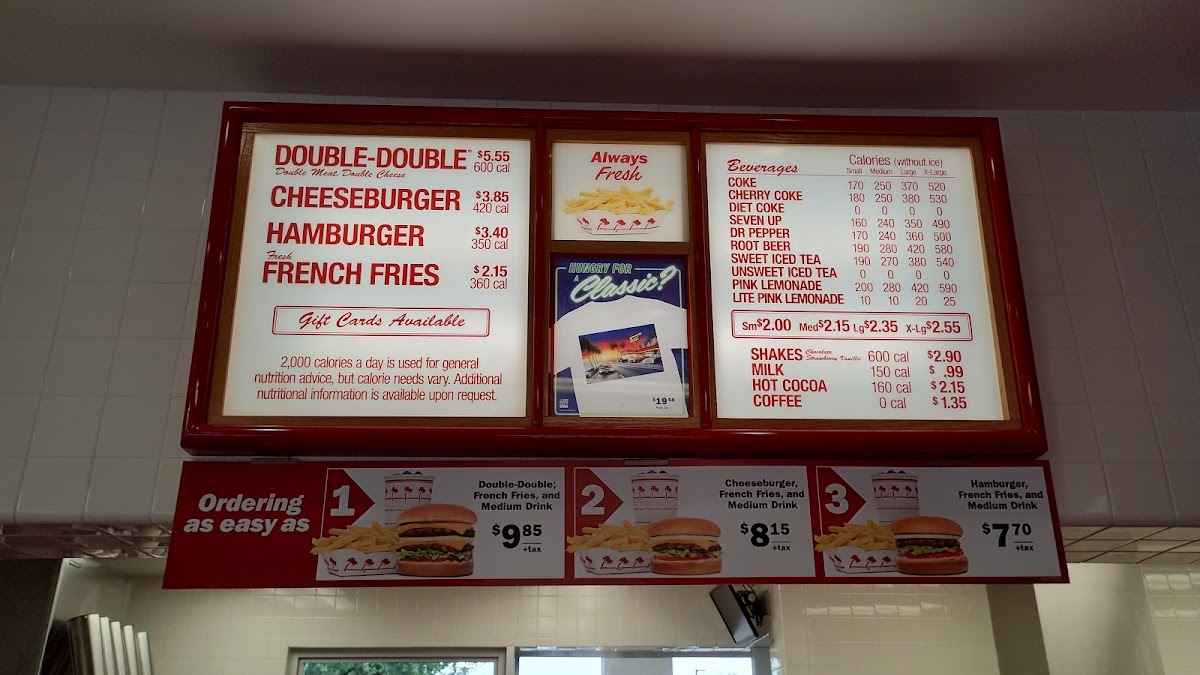 DOUBLE-DOUBLE® $5.55
Double Meat, Double Cheese 600 cal
CHEESEBURGER $3.85
420 cal
HAMBURGER $3.40
350 cal
Fresh
FRENCH FRIES $2.15
360 cal
Gift Cards Available
2,000 calories a day is used for general
nutrition advice, but calorie needs vary. Additional
nutritional information is available upon request.
Always
Fresh
HUNGRY FOR
A Classic?
$19
Beverages Calories (without ice)
Small Medium Large X-Large
COKE 170 250 370 520
CHERRY COKE 180 250 380 530
DIET COKE 0 0 0 0
SEVEN UP 160 240 350 490
DR PEPPER 170 240 360 500
ROOT BEER 190 280 420 580
SWEET ICED TEA 190 270 380 540
UNSWEET ICED TEA 0 0 0 0
PINK LEMONADE 200 280 420 590
LITE PINK LEMONADE 10 10 20 25
Sm$2.00 Med$2.15 Lg$2.35 X-Lg$2.55
SHAKES Chocolate Strawberry Vanilla 600 cal $2.90
MILK 150 cal $ .99
HOT COCOA 160 cal $2.15
COFFEE 0 cal $1.35
Ordering
as easy as
1
Double-Double,
French Fries, and
Medium Drink
$9.85
+tax
2
Cheeseburger,
French Fries, and
Medium Drink
$8.15
+tax
3
Hamburger,
French Fries, and
Medium Drink
$7.70
+tax